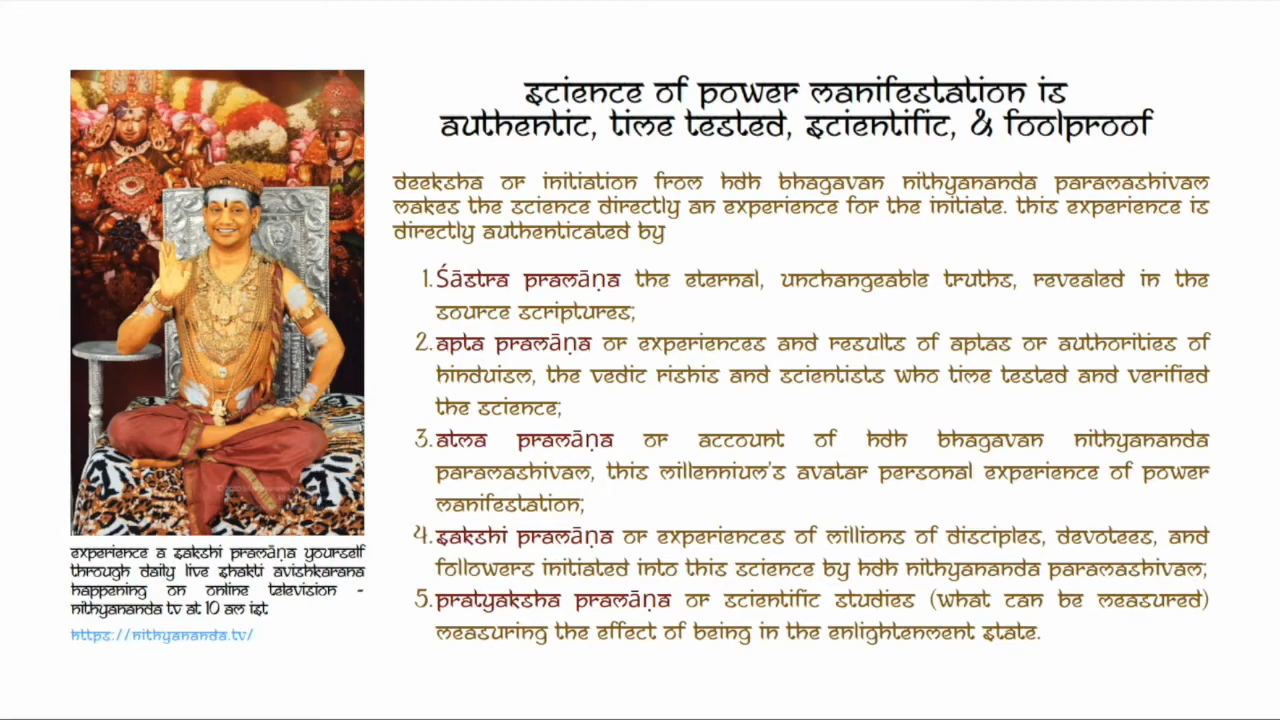 science of power manifestation is
authentic, time tested, scientific, & foolproof
deeksha or initiation from hdh bhagavan nithyananda paramashivam
makes the science directly an experience for the initiate. this experience is
directly authenticated by
1. Śāstra pramāṇa the eternal, unchangeable truths, revealed in the
source scriptures;
2. apta pramāṇa or experiences and results of aptas or authorities of
hinduism, the vedic rishis and scientists who time tested and verified
the science;
3. atma pramāṇa or account of hdh bhagavan nithyananda
paramashivam, this millennium's avatar personal experience of power
manifestation;
4. sakshi pramāṇa or experiences of millions of disciples, devotees, and
followers initiated into this science by hdh nithyananda paramashivam;
5. pratyaksha pramāṇa or scientific studies (what can be measured)
measuring the effect of being in the enlightenment state.
experience a sakshi pramāṇa yourself
through daily live shakti avishkarana
happening on online television -
nithyananda tv at 10 am ist
https://nithyananda.tv/